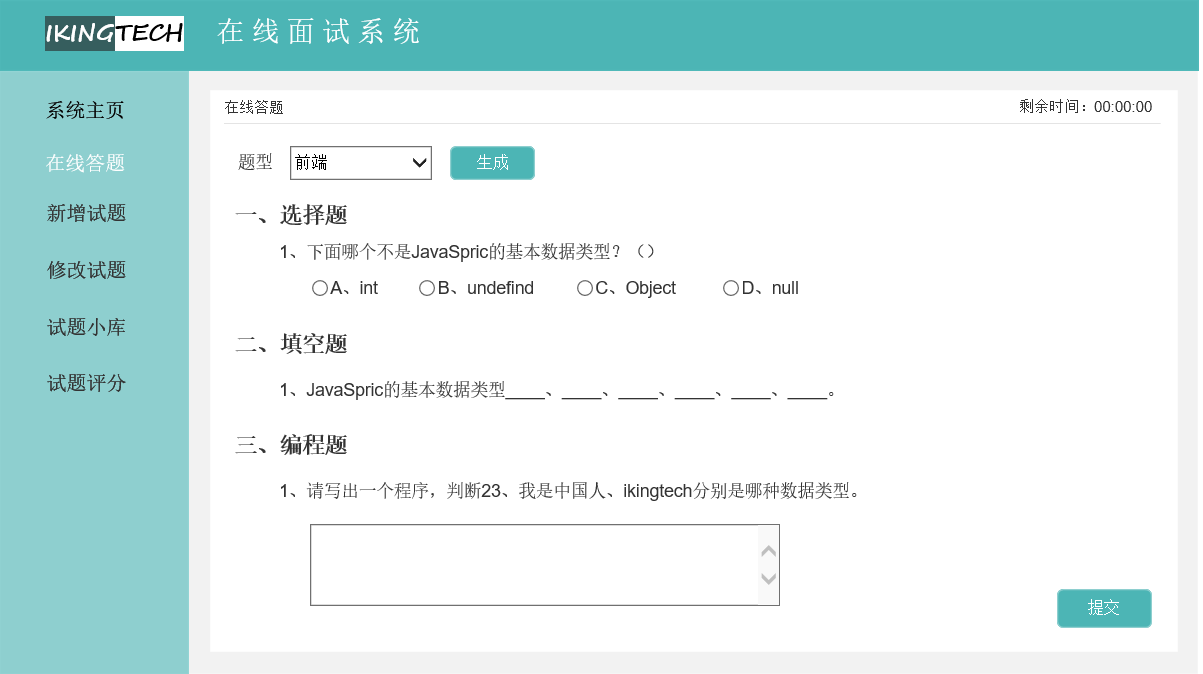 IKINGTECH 在线面试系统
系统主页
在线答题
新增试题
修改试题
试题小库
试题评分
在线答题 剩余时间：00:00:00
题型 前端 生成
一、选择题
1、下面哪个不是JavaSpric的基本数据类型？（）
A、int B、undefind C、Object D、null
二、填空题
1、JavaSpric的基本数据类型____、____、____、____、____、____。
三、编程题
1、请写出一个程序，判断23、我是中国人、ikingtech分别是哪种数据类型。
提交